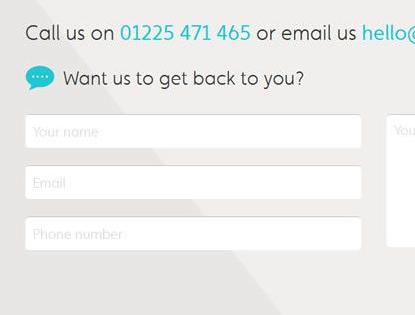 Call us on 01225 471 465 or email us hello@
Want us to get back to you?
Your name
You
Email
Phone number